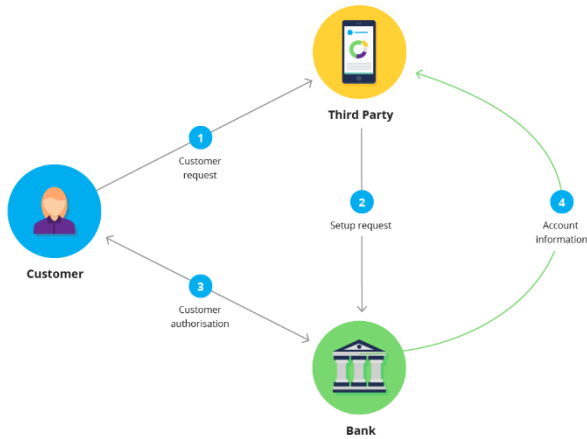 Third Party
1
Customer
request
2
Setup request
4
Account
information
Customer
3
Customer
authorisation
Bank